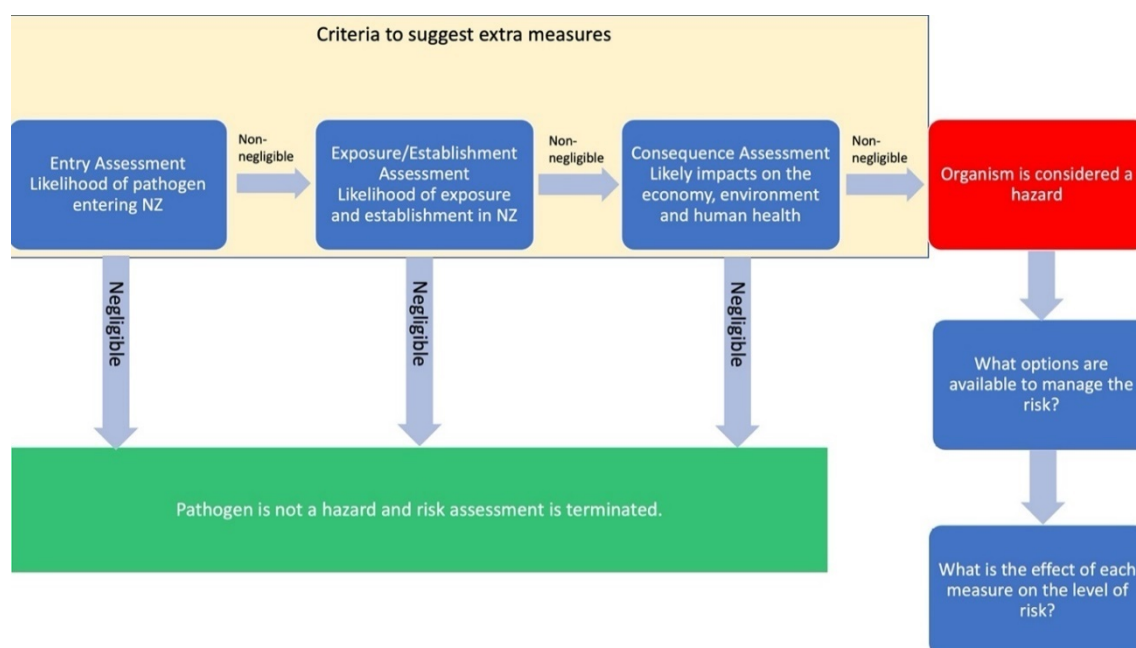 Criteria to suggest extra measures
Entry Assessment
Likelihood of pathogen
entering NZ
Non-
negligible
Exposure/Establishment
Assessment
Likelihood of exposure
and establishment in NZ
Non-
negligible
Consequence Assessment
Likely impacts on the
economy, environment
and human health
Non-
negligible
Organism is considered a
hazard
Negligible
Negligible
Negligible
What options are
available to manage the
risk?
Pathogen is not a hazard and risk assessment is terminated.
What is the effect of each
measure on the level of
risk?